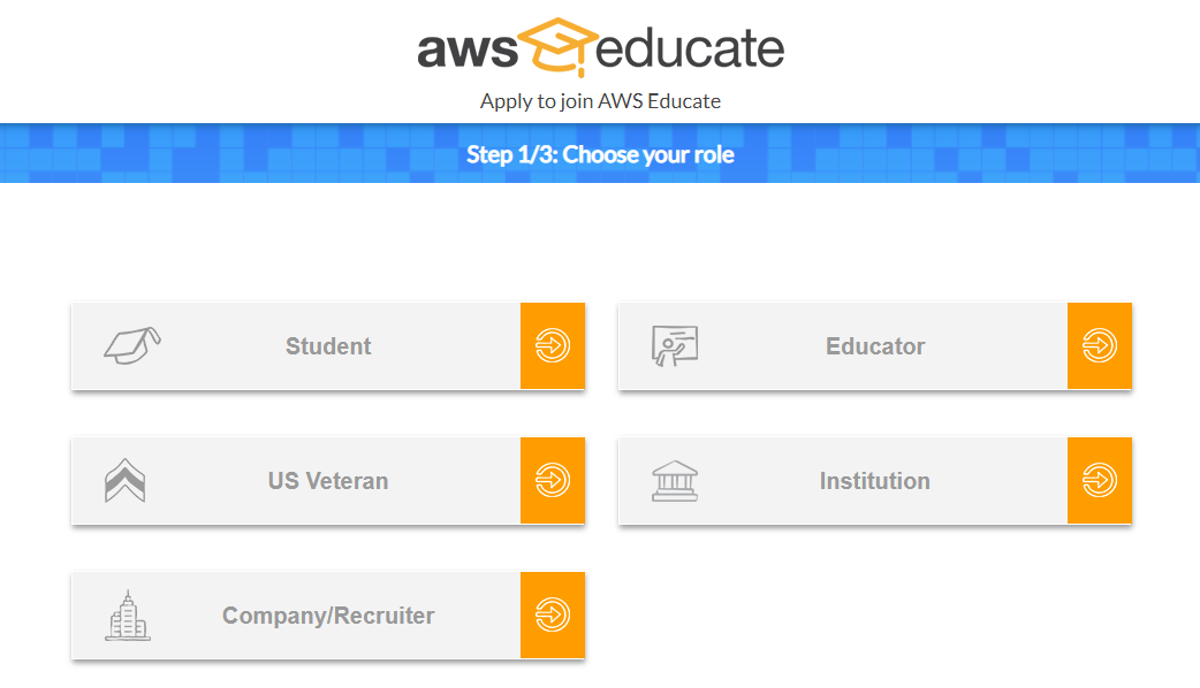 aws educate
Apply to join AWS Educate
Step 1/3: Choose your role
Student
Educator
US Veteran
Institution
Company/Recruiter